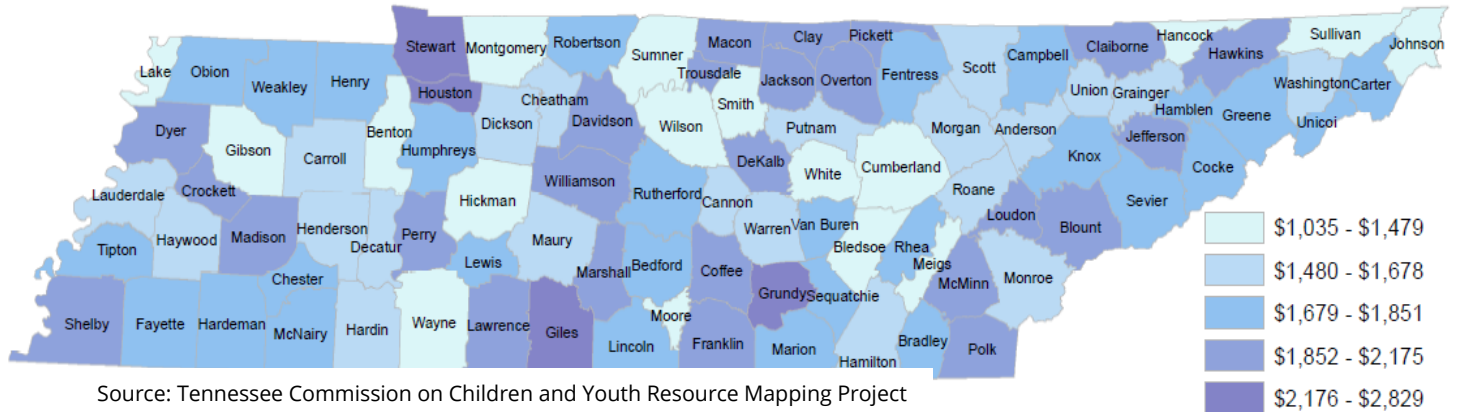 Stewart
Montgomery
Robertson
Sumner
Macon
Clay
Pickett
Scott
Campbell
Claiborne
Hancock
Hawkins
Sullivan
Johnson
Lake
Obion
Weakley
Henry
Houston
Trousdale
Jackson
Overton
Fentress
Union
Grainger
Washington
Carter
Hamblen
Greene
Unicoi
Dyer
Gibson
Carroll
Benton
Humphreys
Dickson
Cheatham
Davidson
Wilson
Smith
Putnam
Morgan
Anderson
Jefferson
Knox
Cocke
Sevier
Lauderdale
Crockett
Hickman
Williamson
Rutherford
DeKalb
White
Cumberland
Roane
Loudon
Blount
Tipton
Haywood
Madison
Henderson
Decatur
Perry
Lewis
Maury
Cannon
Warren
Van Buren
Bledsoe
Rhea
Meigs
McMinn
Monroe
Chester
Marshall
Bedford
Coffee
Grundy
Sequatchie
Shelby
Fayette
Hardeman
McNairy
Hardin
Wayne
Lawrence
Giles
Lincoln
Moore
Franklin
Marion
Hamilton
Bradley
Polk
$1,035 - $1,479
$1,480 - $1,678
$1,679 - $1,851
$1,852 - $2,175
$2,176 - $2,829
Source: Tennessee Commission on Children and Youth Resource Mapping Project